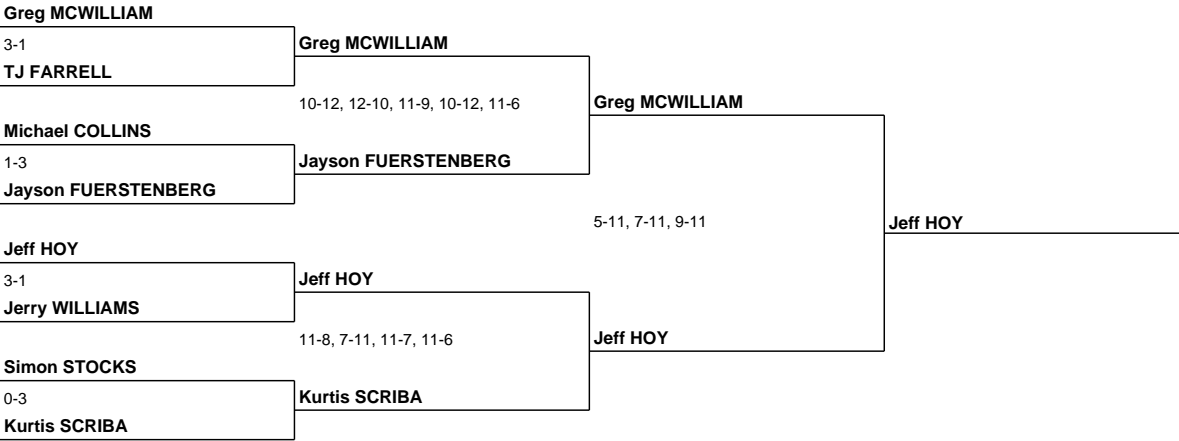 Greg MCWILLIAM
3-1
TJ FARRELL
Michael COLLINS
1-3
Jayson FUERSTENBERG
Jeff HOY
3-1
Jerry WILLIAMS
Simon STOCKS
0-3
Kurtis SCRIBA
Greg MCWILLIAM
10-12, 12-10, 11-9, 10-12, 11-6
Jayson FUERSTENBERG
Jeff HOY
11-8, 7-11, 11-7, 11-6
Kurtis SCRIBA
Greg MCWILLIAM
5-11, 7-11, 9-11
Jeff HOY
Jeff HOY